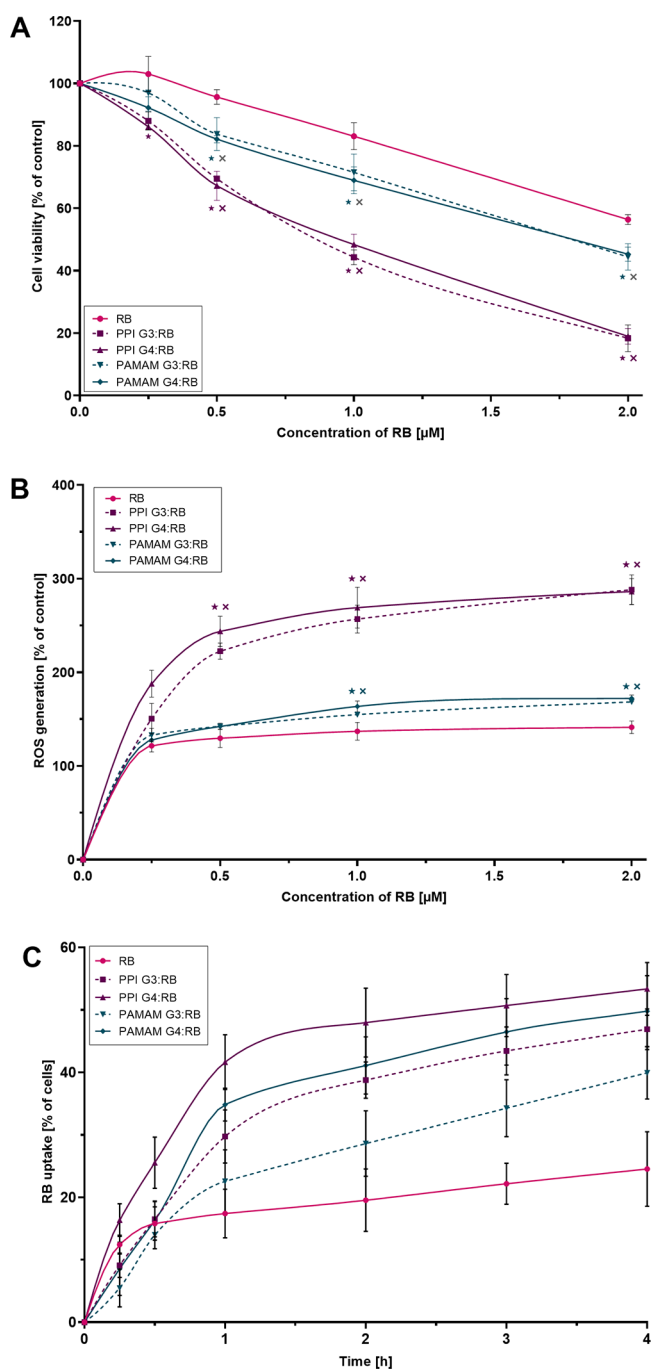 A
120
100
80
60
40
20
0
Cell viability [% of control]
RB
PPI G3:RB
PPI G4:RB
PAMAM G3:RB
PAMAM G4:RB
0.0 0.5 1.0 1.5 2.0
Concentration of RB [µM]
B
400
300
200
100
0
ROS generation [% of control]
RB
PPI G3:RB
PPI G4:RB
PAMAM G3:RB
PAMAM G4:RB
0.0 0.5 1.0 1.5 2.0
Concentration of RB [µM]
C
60
40
20
0
RB uptake [% of cells]
RB
PPI G3:RB
PPI G4:RB
PAMAM G3:RB
PAMAM G4:RB
0 1 2 3 4
Time [h]